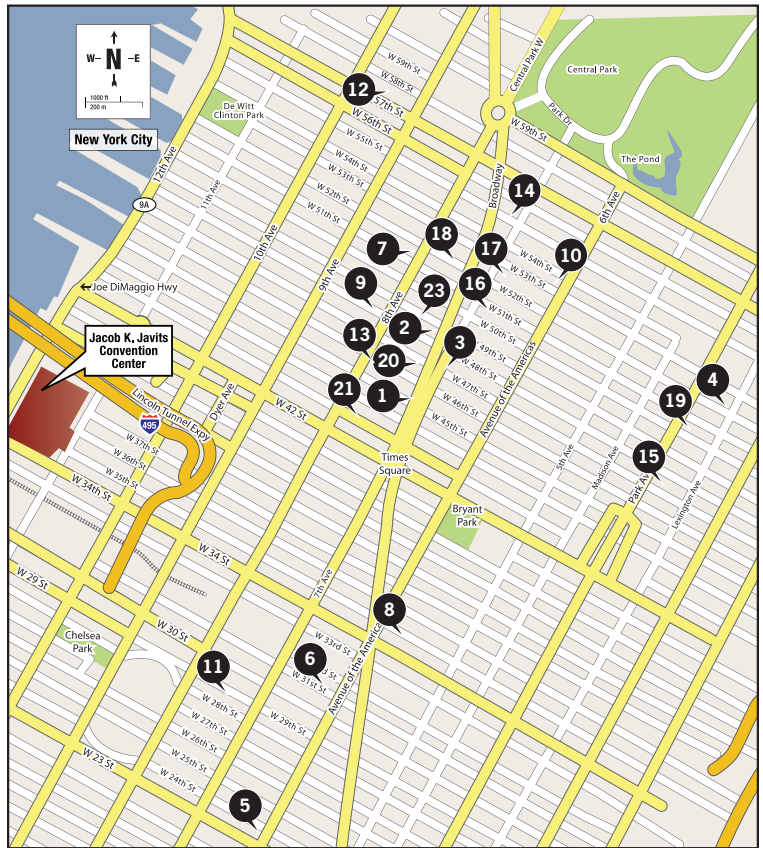 N
W
E
1000 ft
200 m
New York City
De Witt
Clinton Park
12th Ave
9A
11th Ave
10th Ave
9th Ave
8th Ave
Broadway
Central Park W
Central Park
Park Dr
The Pond
6th Ave
W 59th St
W 58th St
W 57th St
W 56th St
W 55th St
W 54th St
W 53th St
W 52th St
W 51th St
W 59th St
12
14
18
17
10
7
9
23
16
2
13
3
20
21
1
4
19
15
W 54th St
W 53th St
W 52th St
W 51th St
W 50th St
49th St
W 48th St
W 47th St
W 46th St
W 45th St
Avenue of the Americas
Joe DiMaggio Hwy
Jacob K, Javits
Convention
Center
Lincoln Tunnel Expy
495
Dyer Ave
W 42 St
W 37th St
W 36th St
W 35th St
W 34th St
Times
Square
Bryant
Park
5th Ave
Madison Ave
Park Av
Lexington Ave
W 34 St
7th Ave
W 29 St
W 30 St
Chelsea
Park
8
6
11
5
W 33rd St
d St
W 31st St
Avenue of the America
W 29th St
W 28th St
W 27th St
W 26th St
W 25th St
W 24th St
W 23 St